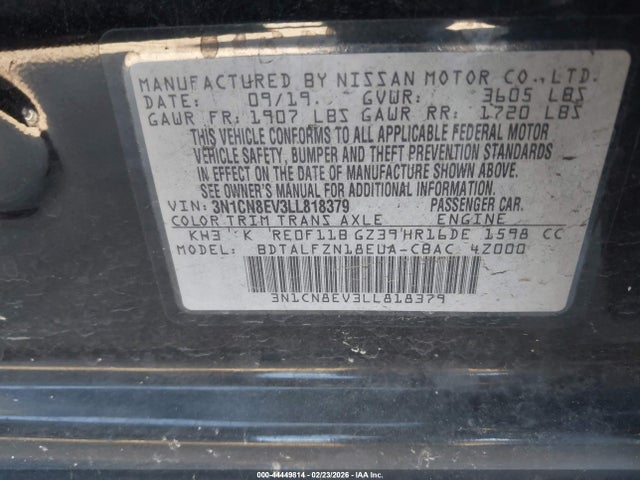 MANUFACTURED BY NISSAN MOTOR CO.,LTD.
DATE: 09/19. GVWR: 3605 LBS
GAWR FR: 1907 LBS GAWR RR: 1720 LBS
THIS VEHICLE CONFORMS TO ALL APPLICABLE FEDERAL MOTOR
VEHICLE SAFETY, BUMPER AND THEFT PREVENTION STANDARDS
IN EFFECT ON THE DATE OF MANUFACTURE SHOWN ABOVE.
SEE OWNER'S MANUAL FOR ADDITIONAL INFORMATION.
VIN: 3N1CN8EV3LL818379 PASSENGER CAR.
COLOR TRIM TRANS AXLE ENGINE
KH3 K RE0F11B GZ39 HR16DE 1598 CC
MODEL: BDTALFZN18EUA-CBAC 4Z000
3N1CN8EV3LL818379
000-44449814 - 02/23/2026 - IAA Inc.